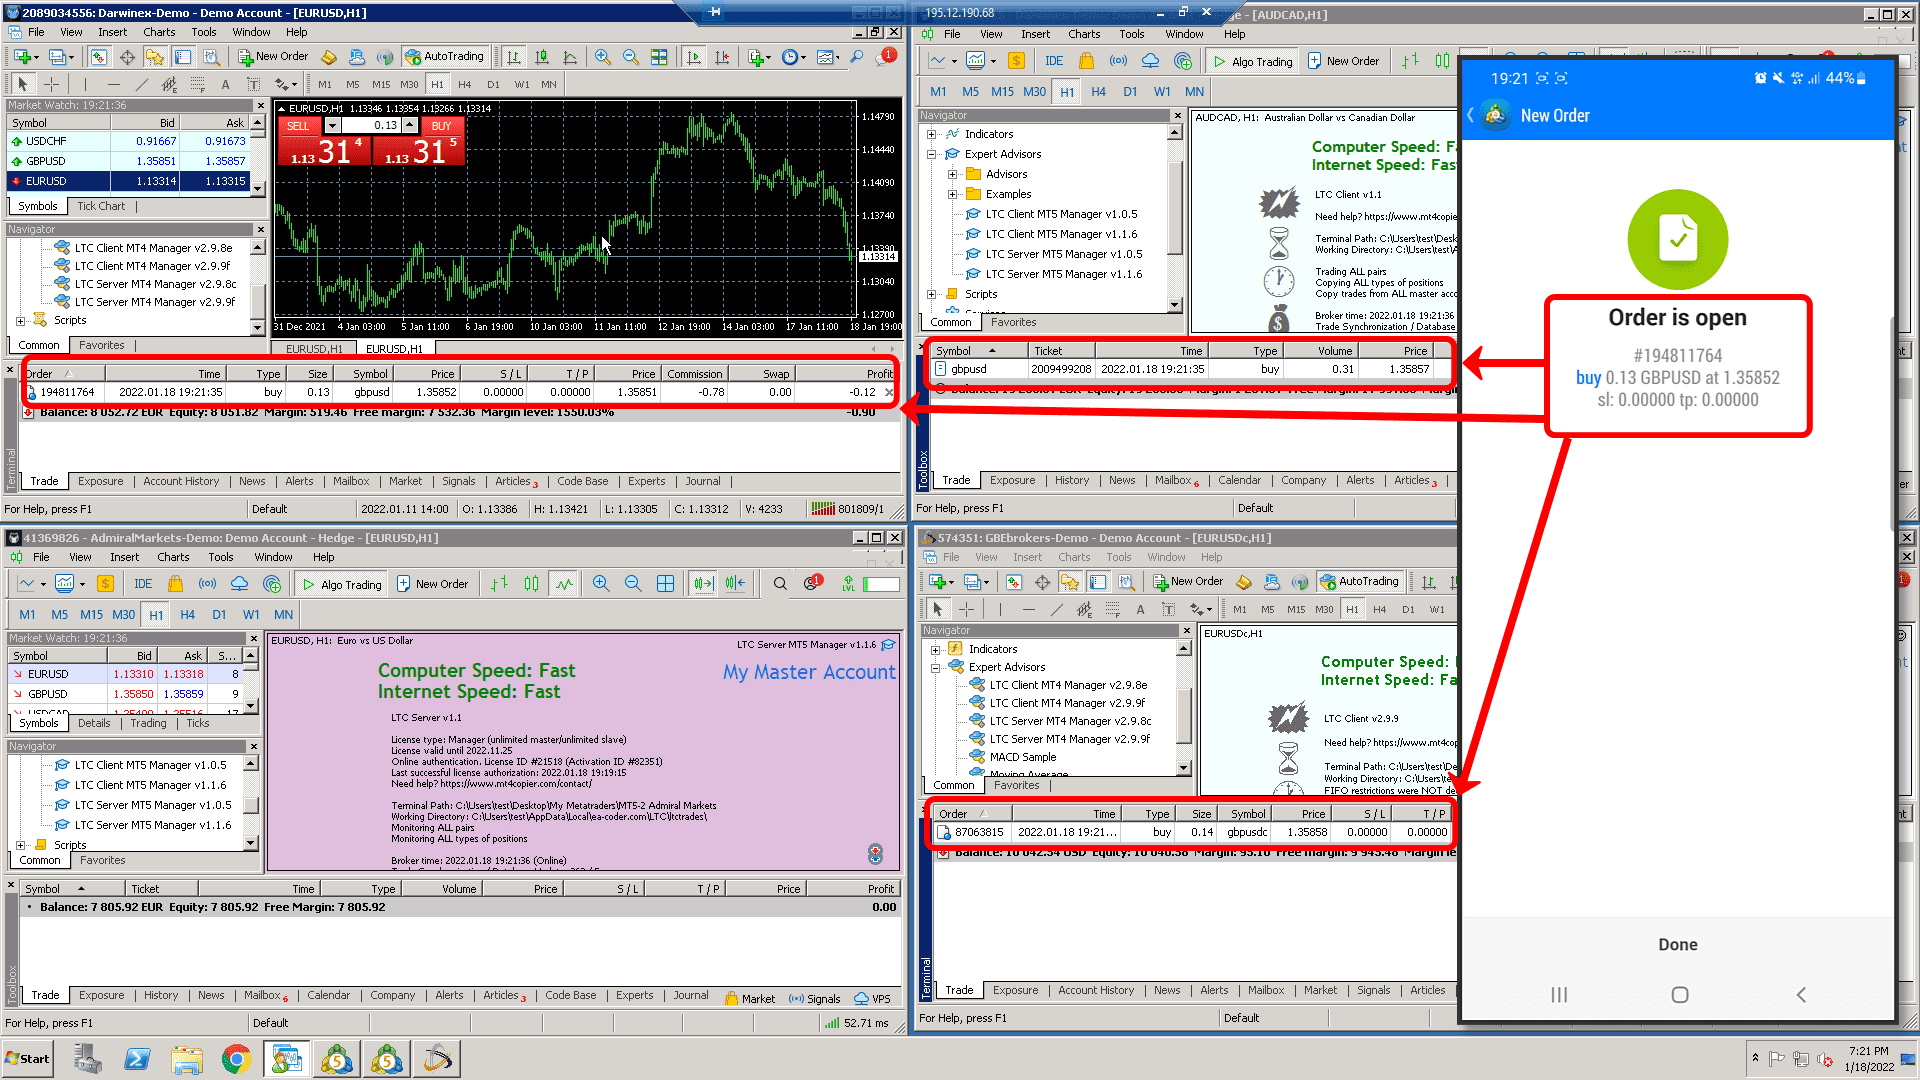 2089034556: Darwinex-Demo - Demo Account - [EURUSD,H1]
File View Insert Charts Tools Window Help
New Order AutoTrading 1
A T M1 M5 M15 M30 H1 H4 D1 W1 MN
Market Watch: 19:21:36
Symbol Bid Ask
USDCHF 0.91667 0.91673
GBPUSD 1.35851 1.35857
EURUSD 1.13314 1.13315
Symbols Tick Chart
Navigator
LTC Client MT4 Manager v2.9.8e
LTC Client MT4 Manager v2.9.9f
LTC Server MT4 Manager v2.9.8c
LTC Server MT4 Manager v2.9.9f
Scripts
Common Favorites
EURUSD,H1 1.13346 1.13354 1.13266 1.13314
SELL 0.13 BUY
1.13 31 4 1.13 31 5
1.14790
1.14440
1.14090
1.13740
1.13390
1.13314
1.13040
1.12700
31 Dec 2021 4 Jan 03:00 5 Jan 11:00 6 Jan 19:00 10 Jan 03:00 11 Jan 11:00 12 Jan 19:00 14 Jan 03:00 17 Jan 11:00 18 Jan 19:00
EURUSD,H1 EURUSD,H1
Order Time Type Size Symbol Price S / L T / P Price Commission Swap Profit
194811764 2022.01.18 19:21:35 buy 0.13 gbpusd 1.35852 0.00000 0.00000 1.35851 -0.78 0.00 -0.12
Balance: 8 052.72 EUR Equity: 8 051.82 Margin: 519.46 Free margin: 7 532.36 Margin level: 1550.03% -0.90
Terminal
Trade Exposure Account History News Alerts Mailbox Market Signals Articles 3 Code Base Experts Journal
For Help, press F1 Default 2022.01.11 14:00 O: 1.13386 H: 1.13421 L: 1.13305 C: 1.13312 V: 4233 801809/1
195.12.190.68
ge - [AUDCAD,H1]
File View Insert Charts Tools Window Help
IDE Algo Trading New Order
M1 M5 M15 M30 H1 H4 D1 W1 MN
Navigator
Indicators
Expert Advisors
Advisors
Examples
LTC Client MT5 Manager v1.0.5
LTC Client MT5 Manager v1.1.6
LTC Server MT5 Manager v1.0.5
LTC Server MT5 Manager v1.1.6
Scripts
Common Favorites
AUDCAD, H1: Australian Dollar vs Canadian Dollar
Computer Speed: F
Internet Speed: Fas
LTC Client v1.1
Need help? https://www.mt4copier
Terminal Path: C:\Users\test\Desk
Working Directory: C:\Users\test
Trading ALL pairs
Copying ALL types of positions
Copy trades from ALL master acco
Broker time: 2022.01.18 19:21:36
Trade Synchronization / Database
Symbol Ticket Time Type Volume Price
gbpusd 2009499208 2022.01.18 19:21:35 buy 0.31 1.35857
Toolbox
Trade Exposure History News Mailbox 6 Calendar Company Alerts Articles 3
For Help, press F1 Default
19:21 44%
New Order
Order is open
#194811764
buy 0.13 GBPUSD at 1.35852
sl: 0.00000 tp: 0.00000
Done
41369826 - AdmiralMarkets-Demo: Demo Account - Hedge - [EURUSD,H1]
File View Insert Charts Tools Window Help
IDE Algo Trading New Order 1 LVL
M1 M5 M15 M30 H1 H4 D1 W1 MN
Market Watch: 19:21:36
Symbol Bid Ask S...
EURUSD 1.13310 1.13318 8
GBPUSD 1.35850 1.35859 9
Symbols Details Trading Ticks
Navigator
LTC Client MT5 Manager v1.0.5
LTC Client MT5 Manager v1.1.6
LTC Server MT5 Manager v1.0.5
LTC Server MT5 Manager v1.1.6
Scripts
Common Favorites
EURUSD, H1: Euro vs US Dollar
LTC Server MT5 Manager v1.1.6
Computer Speed: Fast
Internet Speed: Fast
My Master Account
LTC Server v1.1
License type: Manager (unlimited master/unlimited slave)
License valid until 2022.11.25
Online authentication. License ID #21518 (Activation ID #82351)
Last successful license authorization: 2022.01.18 19:19:15
Need help? https://www.mt4copier.com/contact/
Terminal Path: C:\Users\test\Desktop\My Metatraders\MT5-2 Admiral Markets
Working Directory: C:\Users\test\AppData\Local\ea-coder.com\LTC\ltctrades\
Monitoring ALL pairs
Monitoring ALL types of positions
Broker time: 2022.01.18 19:21:36 (Online)
Symbol Ticket Time Type Volume Price S / L T / P Price Profit
Balance: 7 805.92 EUR Equity: 7 805.92 Free Margin: 7 805.92 0.00
Toolbox
Trade Exposure History News Mailbox 6 Calendar Company Alerts Articles 3 Code Base Experts Journal Market Signals VPS
For Help, press F1 Default 52.71 ms
574351: GBEbrokers-Demo - Demo Account - [EURUSDc,H1]
File View Insert Charts Tools Window Help
New Order AutoTrading
A T M1 M5 M15 M30 H1 H4 D1 W1
Navigator
Indicators
Expert Advisors
LTC Client MT4 Manager v2.9.8e
LTC Client MT4 Manager v2.9.9f
LTC Server MT4 Manager v2.9.8c
LTC Server MT4 Manager v2.9.9f
MACD Sample
Moving Average
Common Favorites
EURUSDc,H1
Computer Speed: F
Internet Speed: Fa
LTC Client v2.9.9
Need help? https://www.mt
Terminal Path: C:\Users\te
Working Directory: C:\Use
FIFO restrictions were NOT de
Order Time Type Size Symbol Price S / L T / P
87063815 2022.01.18 19:21... buy 0.14 gbpusdc 1.35858 0.00000 0.00000
Balance: 10 042.54 USD Equity: 10 040.58 Margin: 95.10 Free margin: 9 945.48 Margin le
Terminal
Trade Exposure Account History News Alerts Mailbox Market Signals Articles
For Help, press F1 Default
Start
7:21 PM
1/18/2022